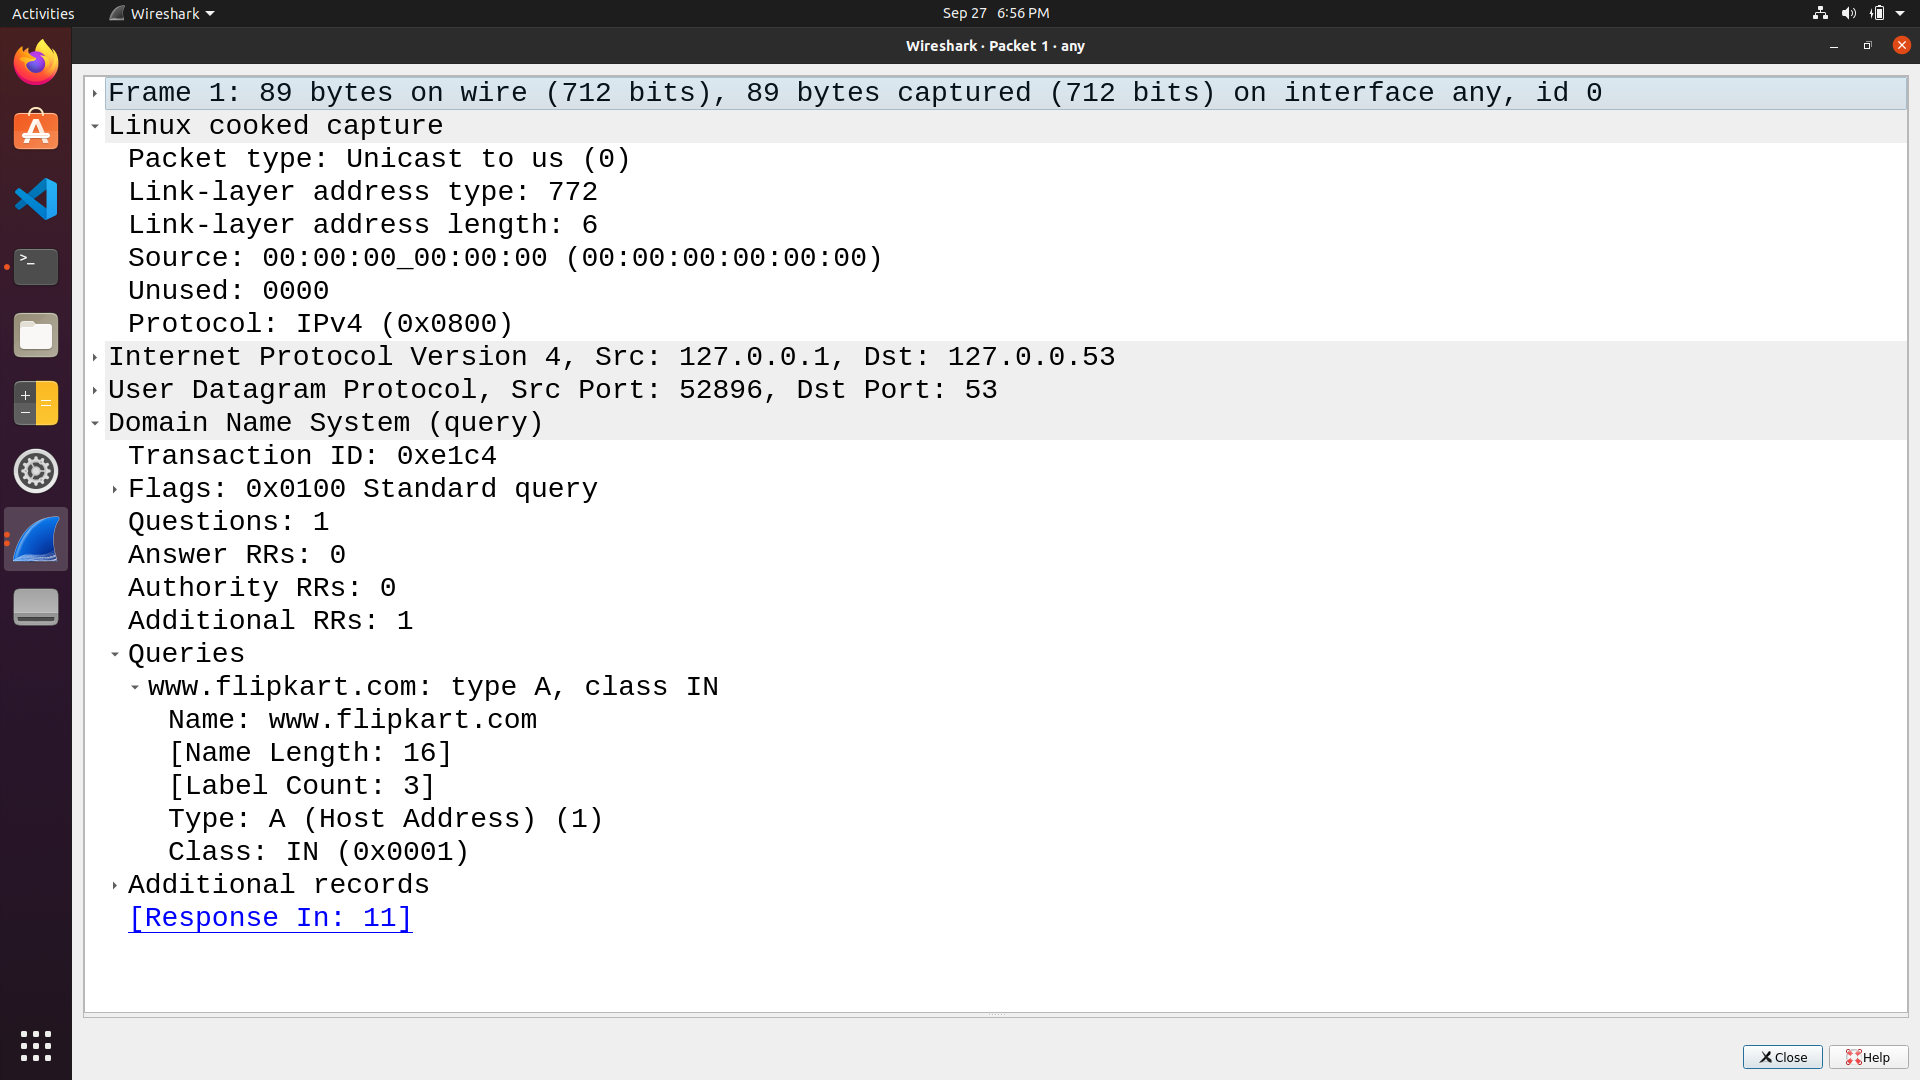 Activities Wireshark Sep 27 6:56 PM
Wireshark · Packet 1 · any
Frame 1: 89 bytes on wire (712 bits), 89 bytes captured (712 bits) on interface any, id 0
Linux cooked capture
Packet type: Unicast to us (0)
Link-layer address type: 772
Link-layer address length: 6
Source: 00:00:00_00:00:00 (00:00:00:00:00:00)
Unused: 0000
Protocol: IPv4 (0x0800)
Internet Protocol Version 4, Src: 127.0.0.1, Dst: 127.0.0.53
User Datagram Protocol, Src Port: 52896, Dst Port: 53
Domain Name System (query)
Transaction ID: 0xe1c4
Flags: 0x0100 Standard query
Questions: 1
Answer RRs: 0
Authority RRs: 0
Additional RRs: 1
Queries
www.flipkart.com: type A, class IN
Name: www.flipkart.com
[Name Length: 16]
[Label Count: 3]
Type: A (Host Address) (1)
Class: IN (0x0001)
Additional records
[Response In: 11]
Close Help